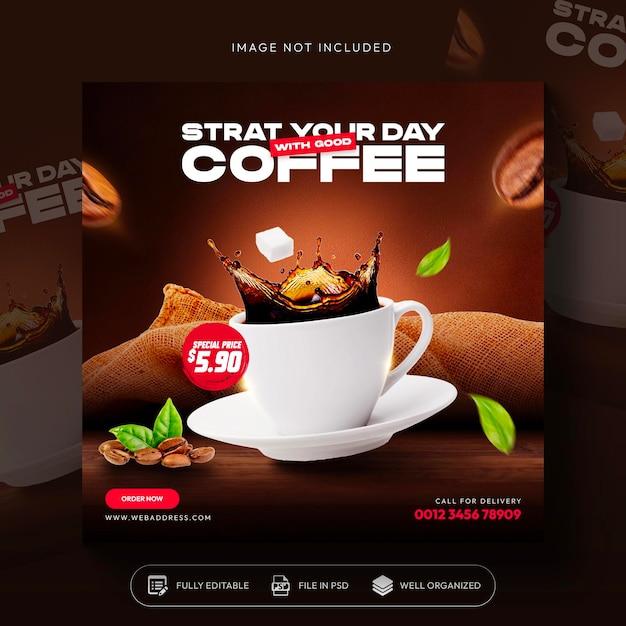 IMAGE NOT INCLUDED
STRAT YOUR DAY
WITH GOOD
COFFEE
SPECIAL PRICE
$5.90
ORDER NOW
WWW.WEBADDRESS.COM
CALL FOR DELIVERY
0012 3456 78909
FULLY EDITABLE
PSD
FILE IN PSD
WELL ORGANIZED